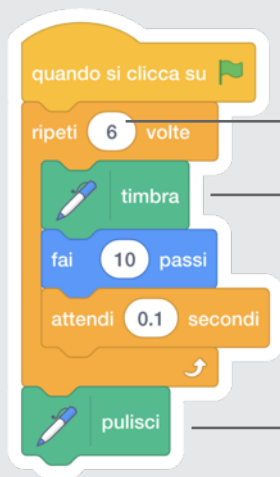 quando si clicca su
ripeti 6 volte
timbra
fai 10 passi
attendi 0.1 secondi
pulisci